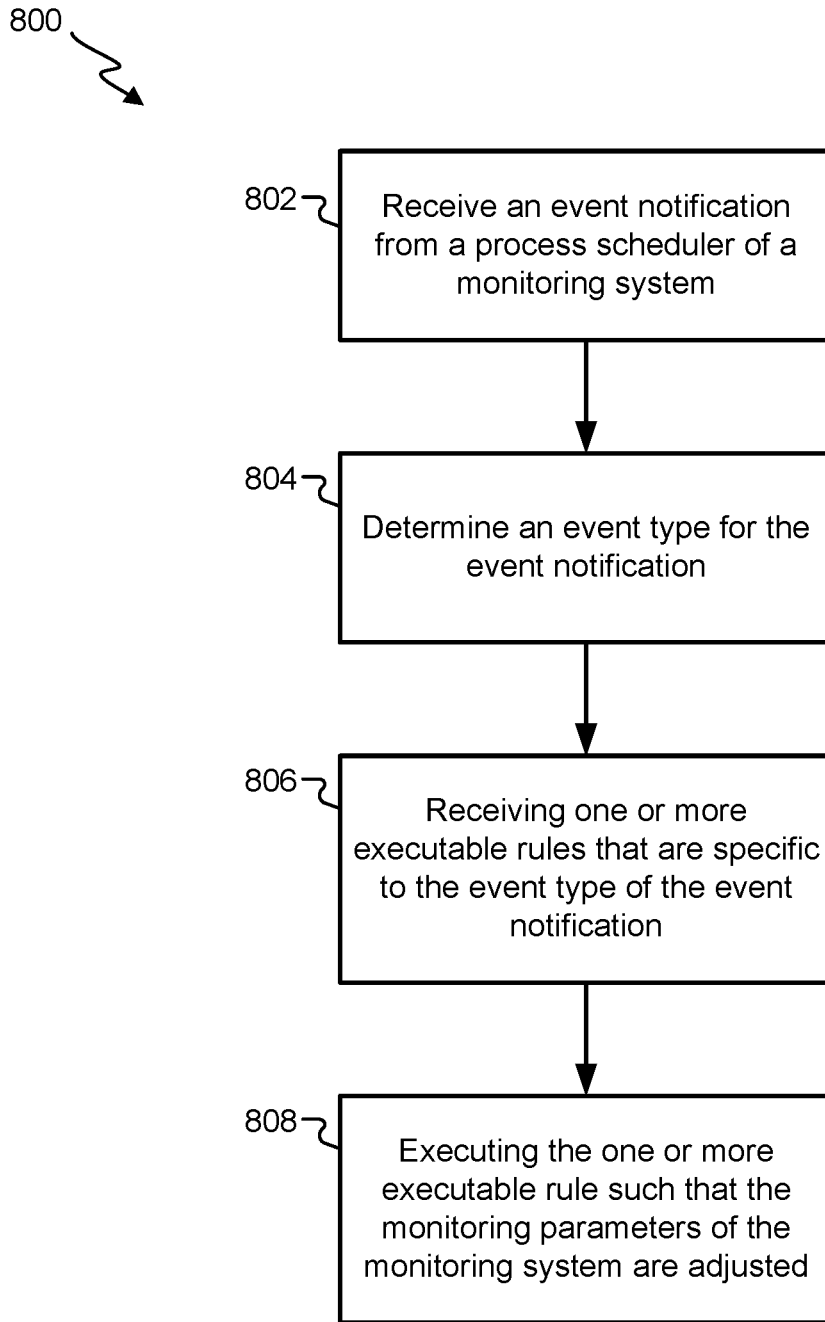 800
802
Receive an event notification
from a process scheduler of a
monitoring system
804
Determine an event type for the
event notification
806
Receiving one or more
executable rules that are specific
to the event type of the event
notification
808
Executing the one or more
executable rule such that the
monitoring parameters of the
monitoring system are adjusted